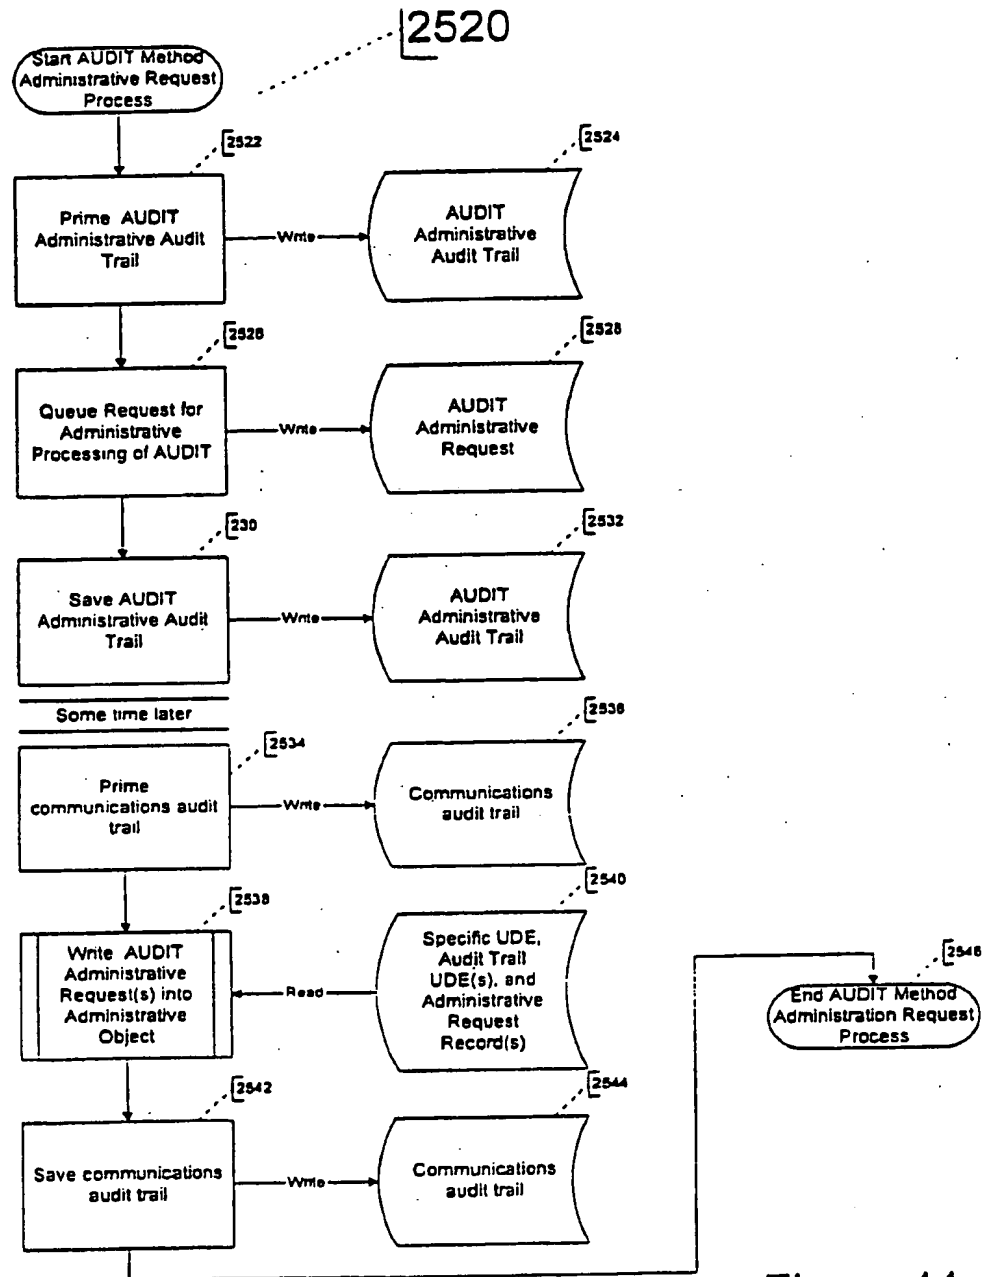 2520
Start AUDIT Method
Administrative Request
Process
2522
2524
Prime AUDIT
Administrative Audit
Trail
Write
AUDIT
Administrative
Audit Trail
2526
2528
Queue Request for
Administrative
Processing of AUDIT
Write
AUDIT
Administrative
Request
230
2532
Save AUDIT
Administrative Audit
Trail
Write
AUDIT
Administrative
Audit Trail
Some time later
2534
2536
Prime
communications audit
trail
Write
Communications
audit trail
2538
2540
Write AUDIT
Administrative
Request(s) into
Administrative
Object
Read
Specific UDE,
Audit Trail
UDE(s), and
Administrative
Request
Record(s)
2546
End AUDIT Method
Administration Request
Process
2542
2544
Save communications
audit trail
Write
Communications
audit trail